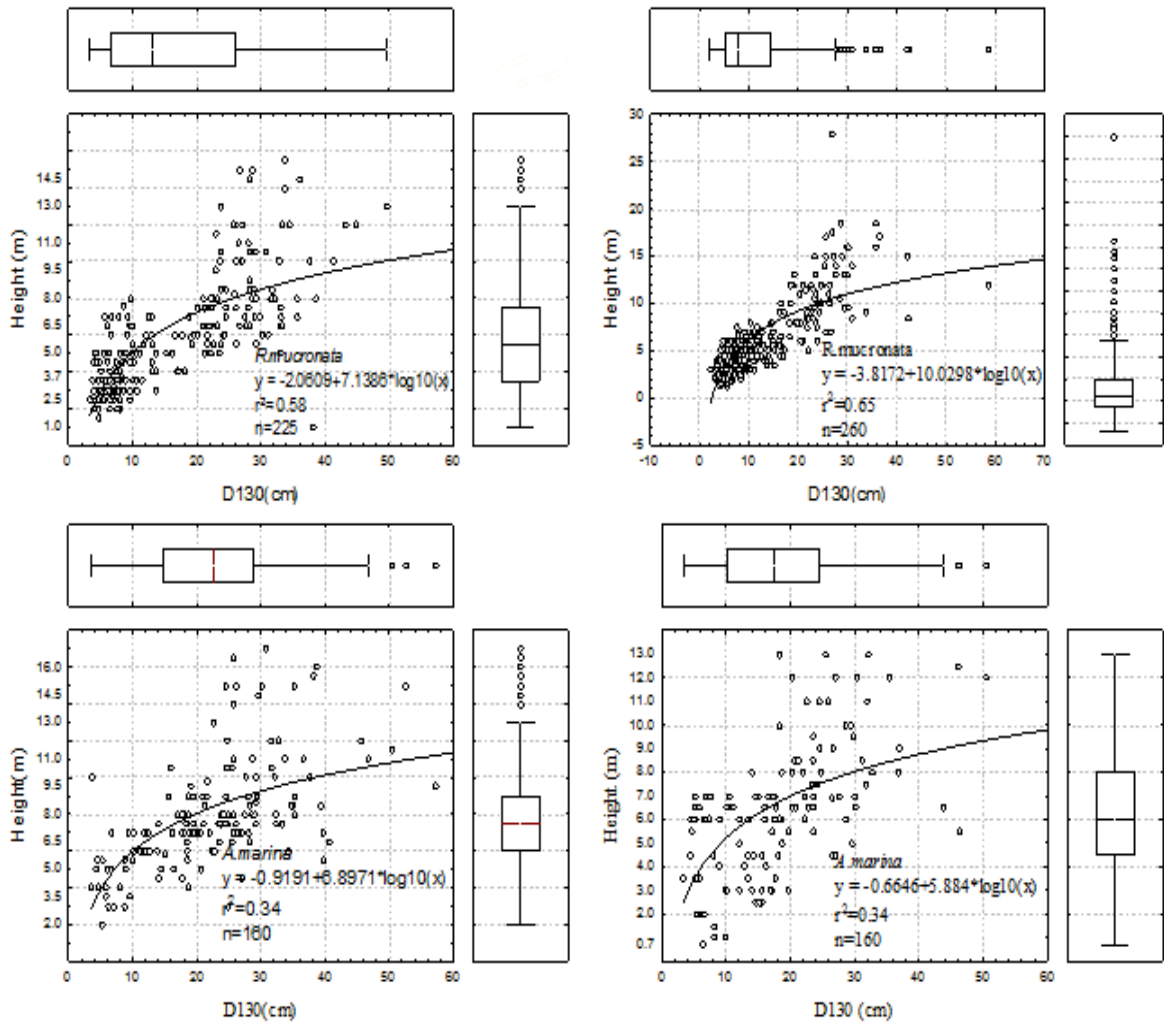 Height (m)
14.5
13.0
11.0
9.5
8.0
6.5
5.0
3.7
2.5
1.0
R.mucronata
y = -2.0609+7.1386*log10(x)
r²=0.58
n=225
0 10 20 30 40 50 60
D130(cm)
Height (m)
30
25
20
15
10
5
0
-5
R.mucronata
y = -3.8172+10.0298*log10(x)
r²=0.65
n=260
-10 0 10 20 30 40 50 60 70
D130(cm)
Height(m)
16.0
13.0
11.0
9.5
8.0
6.5
5.0
3.5
2.0
A.marina
y = -0.9191+6.8971*log10(x)
r²=0.34
n=160
0 10 20 30 40 50 60
D130(cm)
Height (m)
13.0
12.0
11.0
10.0
9.0
8.0
7.0
6.0
5.0
4.0
3.0
2.0
0.7
A.marina
y = -0.6646+5.884*log10(x)
r²=0.34
n=160
0.0 10 20 30 40 50 60
D130 (cm)